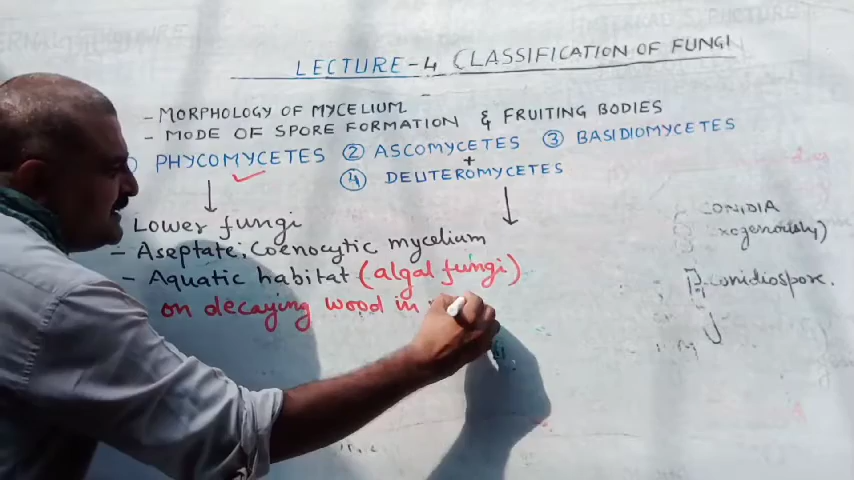 LECTURE-4 CLASSIFICATION OF FUNGI
- MORPHOLOGY OF MYCELIUM
- MODE OF SPORE FORMATION & FRUITING BODIES
PHYCOMYCETES ② ASCOMYCETES ③ BASIDIOMYCETES
+
④ DEUTEROMYCETES
Lower fungi
- Aseptate, Coenocytic mycelium
- Aquatic habitat (algal fungi)
on decaying wood in
CONIDIA
conidiospore.